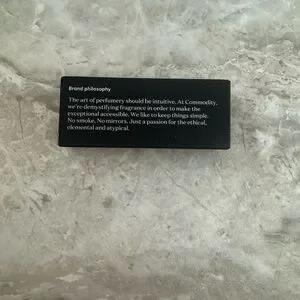 Brand philosophy
The art of perfumery should be intuitive. At Commodity,
we're demystifying fragrance in order to make the
exceptional accessible. We like to keep things simple.
No smoke. No mirrors. Just a passion for the ethical,
elemental and atypical.